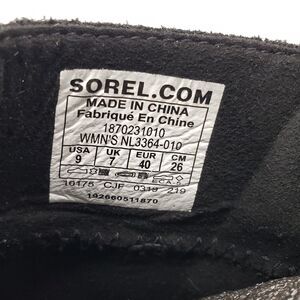 SOREL.COM
MADE IN CHINA
Fabriqué En Chine
1870231010
WMN'S NL3364-010
USA UK EUR CM
9 7 40 26
10175 CJF 0319 219
192660511870